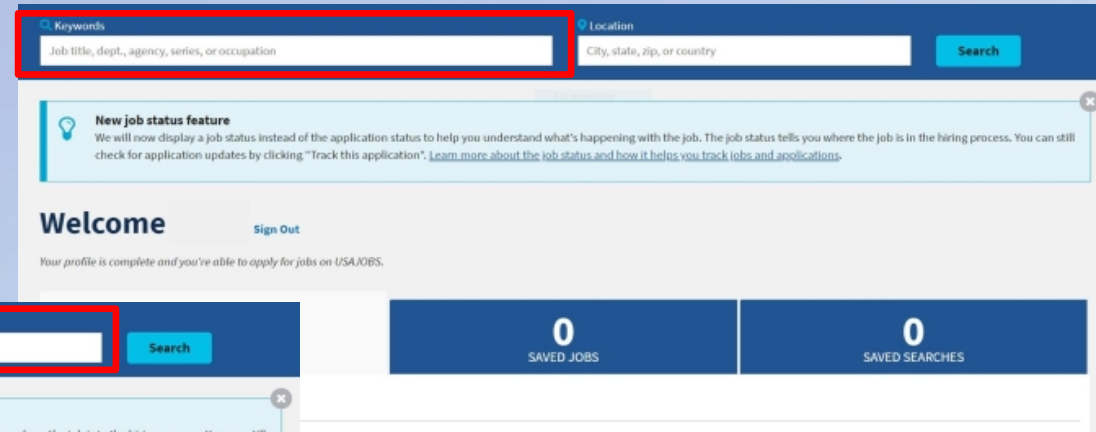 Keywords
Location
Job title, dept., agency, series, or occupation
City, state, zip, or country
Search
New job status feature
We will now display a job status instead of the application status to help you understand what's happening with the job. The job status tells you where the job is in the hiring process. You can still
check for application updates by clicking "Track this application". Learn more about the job status and how it helps you track jobs and applications.
Welcome
Sign Out
Your profile is complete and you're able to apply for jobs on USAJOBS.
0
SAVED JOBS
0
SAVED SEARCHES
Search